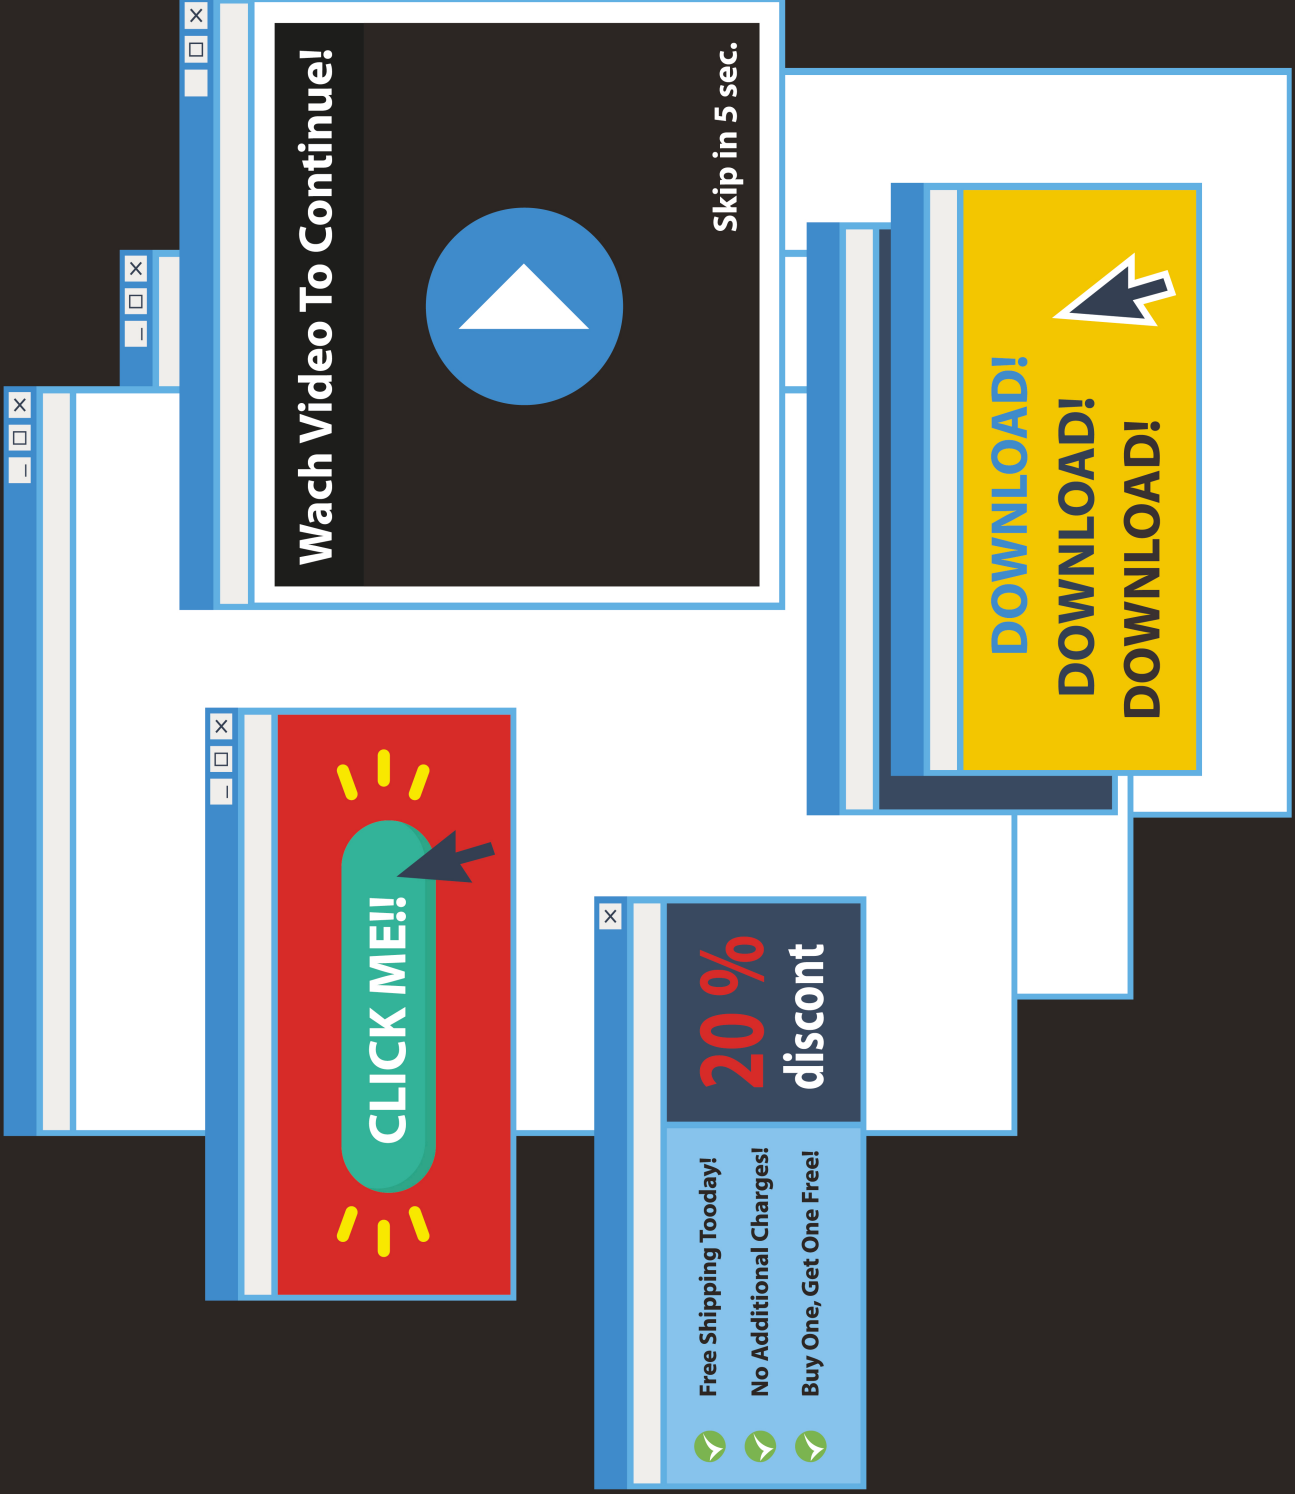 Wach Video To Continue!
Skip in 5 sec.
DOWNLOAD!
DOWNLOAD!
DOWNLOAD!
CLICK ME!!
Free Shipping Tooday!
No Additional Charges!
Buy One, Get One Free!
20 %
discont